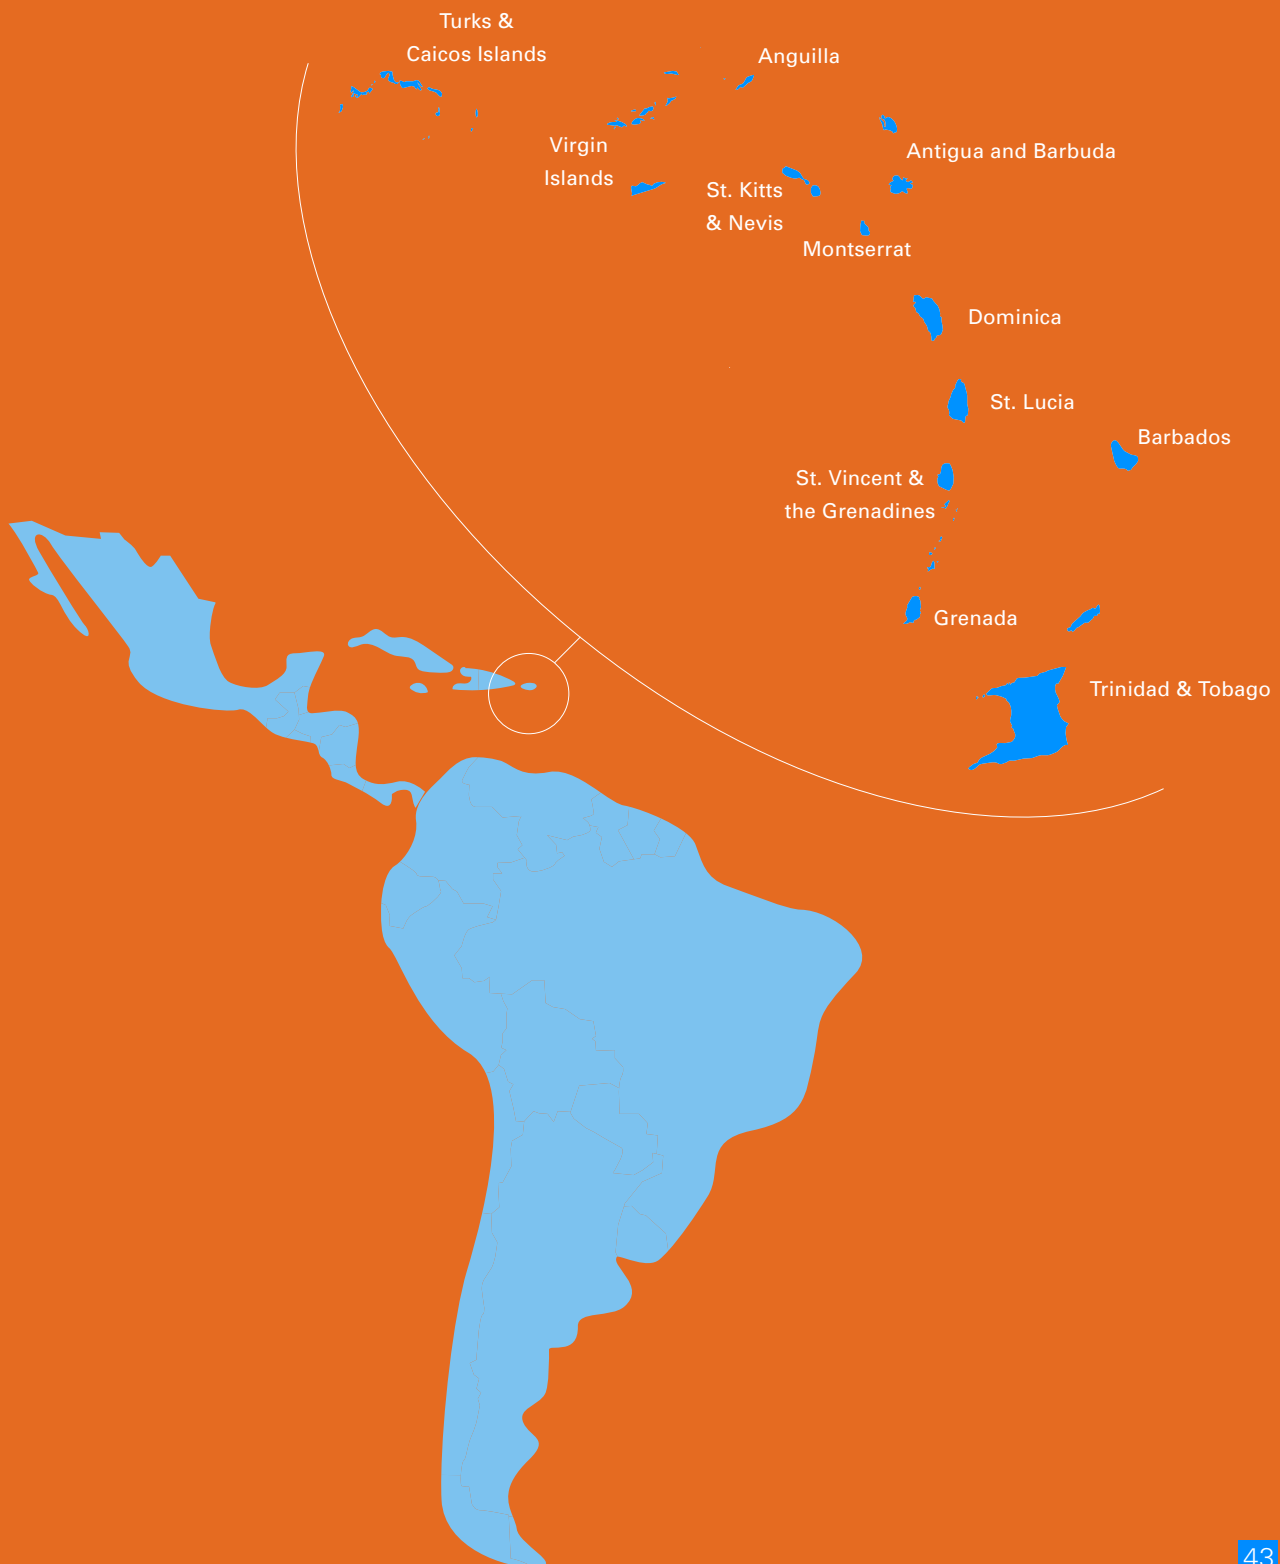 Turks &
Caicos Islands
Anguilla
Virgin
Islands
Antigua and Barbuda
St. Kitts
& Nevis
Montserrat
Dominica
St. Lucia
Barbados
St. Vincent &
the Grenadines
Grenada
Trinidad & Tobago
43